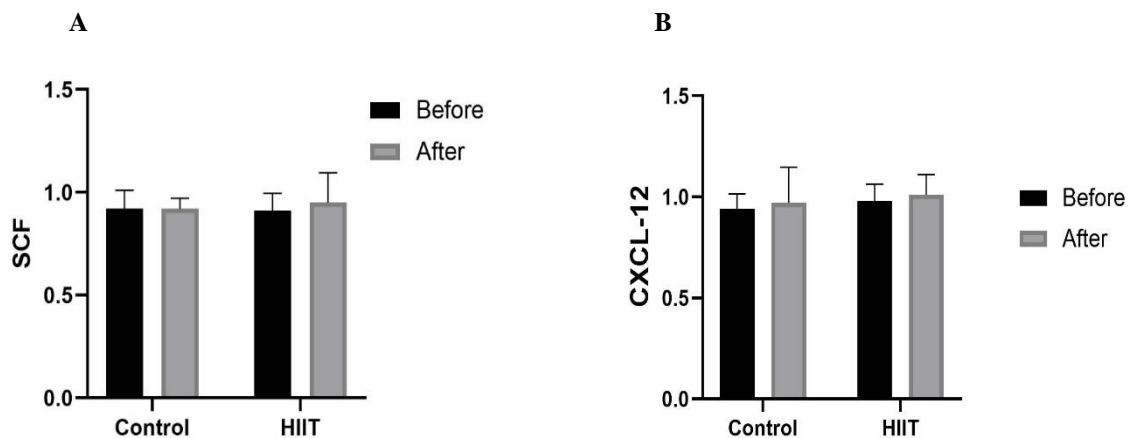 A
SCF
1.5
1.0
0.5
0.0
Control
HIIT
Before
After
B
CXCL-12
1.5
1.0
0.5
0.0
Control
HIIT
Before
After